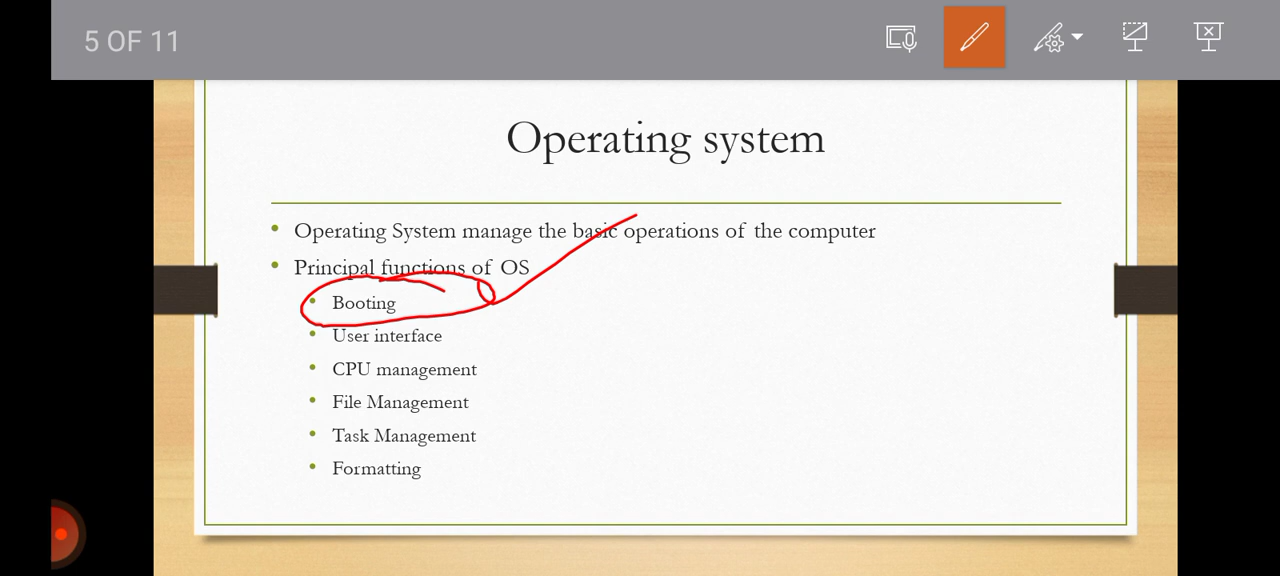 5 OF 11
Operating system
• Operating System manage the basic operations of the computer
• Principal functions of OS
• Booting
• User interface
• CPU management
• File Management
• Task Management
• Formatting